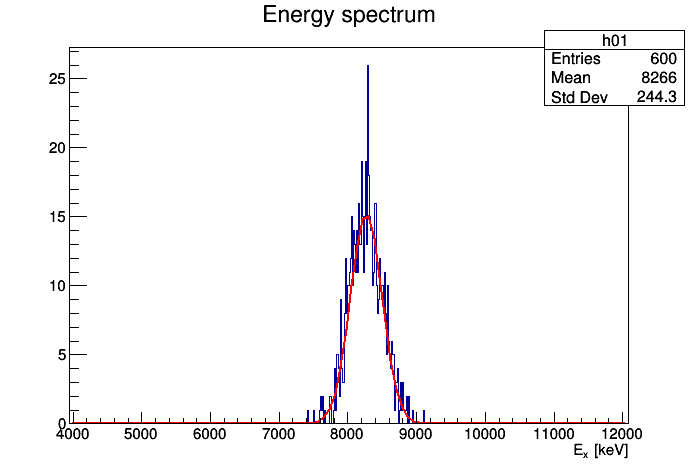 Energy spectrum
h01
Entries 600
Mean 8266
Std Dev 244.3
25
20
15
10
5
0
4000 5000 6000 7000 8000 9000 10000 11000 12000
Ex [keV]